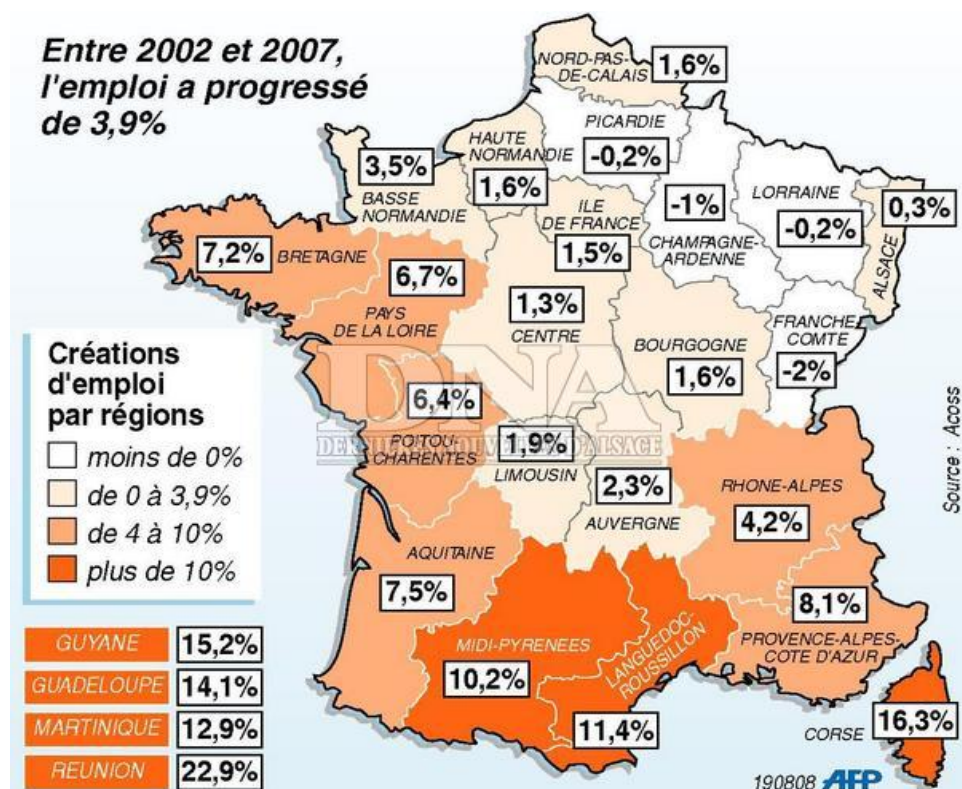 Entre 2002 et 2007,
l'emploi a progressé
de 3,9%
NORD-PAS-
DE-CALAIS
1,6%
PICARDIE
-0,2%
HAUTE
NORMANDIE
1,6%
3,5%
BASSE
NORMANDIE
ILE
DE FRANCE
1,5%
-1%
CHAMPAGNE-
ARDENNE
LORRAINE
-0,2%
0,3%
ALSACE
7,2%
BRETAGNE
6,7%
PAYS
DE LA LOIRE
1,3%
CENTRE
BOURGOGNE
1,6%
FRANCHE
COMTE
-2%
Créations
d'emploi
par régions
moins de 0%
de 0 à 3,9%
de 4 à 10%
plus de 10%
DNA
DERNIERES NOUVELLES D'ALSACE
6,4%
POITOU-
CHARENTES
1,9%
LIMOUSIN
2,3%
AUVERGNE
RHONE-ALPES
4,2%
AQUITAINE
7,5%
MIDI-PYRENEES
10,2%
LANGUEDOC-
ROUSSILLON
11,4%
8,1%
PROVENCE-ALPES-
COTE D'AZUR
CORSE
16,3%
GUYANE 15,2%
GUADELOUPE 14,1%
MARTINIQUE 12,9%
REUNION 22,9%
Source : Acoss
190808 AFP